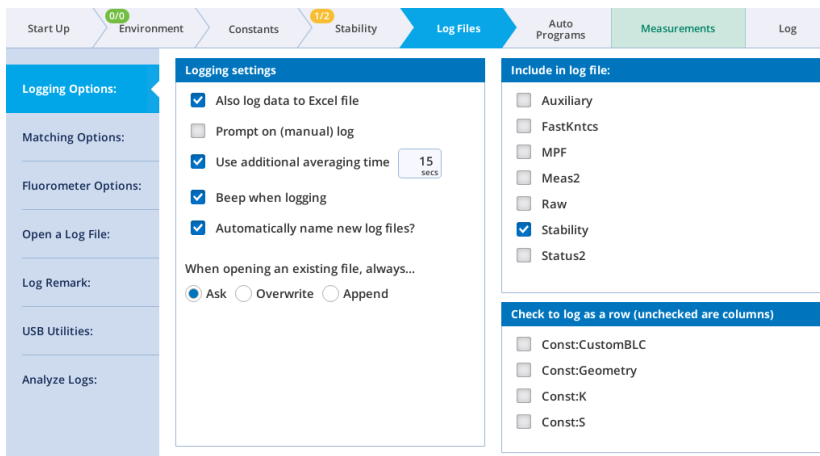 0/0
1/2
Start Up
Environment
Constants
Stability
Log Files
Auto
Programs
Measurements
Log
Logging Options:
Matching Options:
Fluorometer Options:
Open a Log File:
Log Remark:
USB Utilities:
Analyze Logs:
Logging settings
Also log data to Excel file
Prompt on (manual) log
Use additional averaging time
15
secs
Beep when logging
Automatically name new log files?
When opening an existing file, always...
Ask Overwrite Append
Include in log file:
Auxiliary
FastKntcs
MPF
Meas2
Raw
Stability
Status2
Check to log as a row (unchecked are columns)
Const:CustomBLC
Const:Geometry
Const:K
Const:S